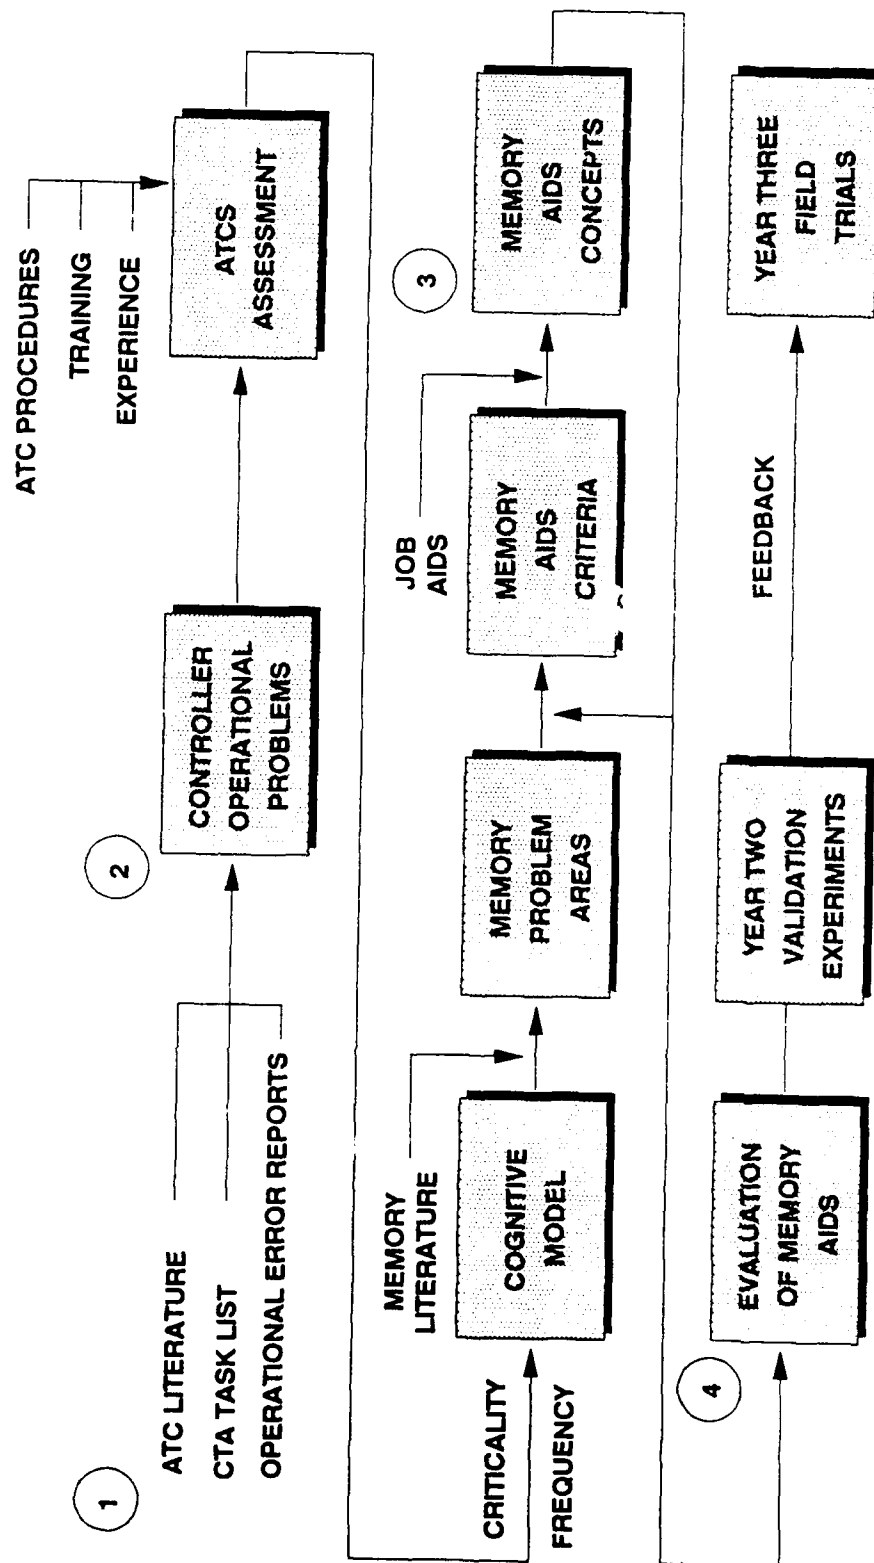 1
ATC LITERATURE
CTA TASK LIST
OPERATIONAL ERROR REPORTS
2
CONTROLLER
OPERATIONAL
PROBLEMS
ATC PROCEDURES
TRAINING
EXPERIENCE
ATCS
ASSESSMENT
CRITICALITY
FREQUENCY
COGNITIVE
MODEL
MEMORY
LITERATURE
MEMORY
PROBLEM
AREAS
MEMORY
AIDS
CRITERIA
JOB
AIDS
3
MEMORY
AIDS
CONCEPTS
4
EVALUATION
OF MEMORY
AIDS
YEAR TWO
VALIDATION
EXPERIMENTS
FEEDBACK
YEAR THREE
FIELD
TRIALS